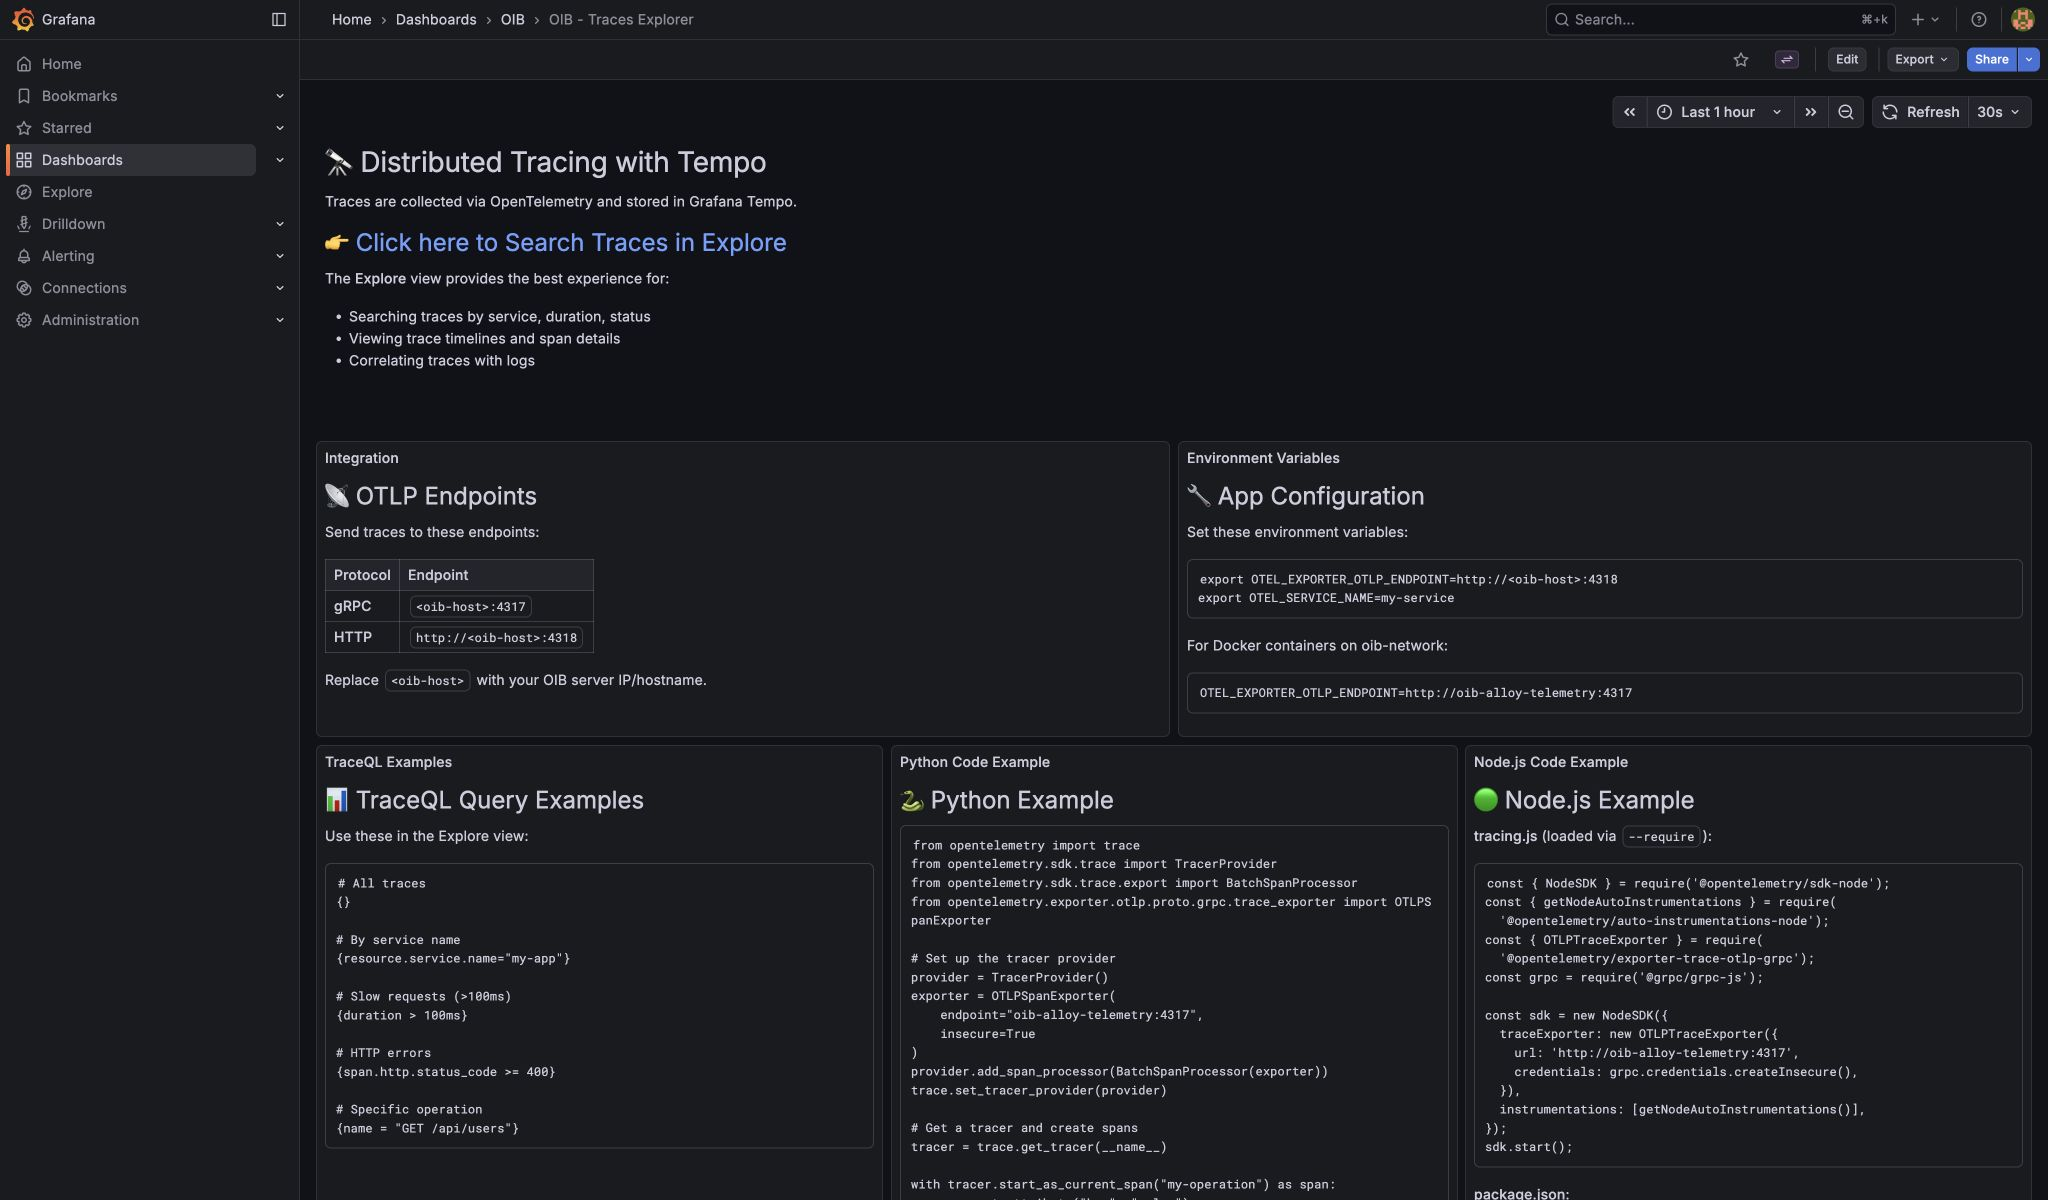 Grafana
Home › Dashboards › OIB › OIB - Traces Explorer
Search...
⌘+k
Home
Bookmarks
Starred
Dashboards
Explore
Drilldown
Alerting
Connections
Administration
Edit
Export
Share
Last 1 hour
Refresh
30s
Distributed Tracing with Tempo
Traces are collected via OpenTelemetry and stored in Grafana Tempo.
Click here to Search Traces in Explore
The Explore view provides the best experience for:
• Searching traces by service, duration, status
• Viewing trace timelines and span details
• Correlating traces with logs
Integration
OTLP Endpoints
Send traces to these endpoints:
Protocol Endpoint
gRPC <oib-host>:4317
HTTP http://<oib-host>:4318
Replace <oib-host> with your OIB server IP/hostname.
Environment Variables
App Configuration
Set these environment variables:
export OTEL_EXPORTER_OTLP_ENDPOINT=http://<oib-host>:4318
export OTEL_SERVICE_NAME=my-service
For Docker containers on oib-network:
OTEL_EXPORTER_OTLP_ENDPOINT=http://oib-alloy-telemetry:4317
TraceQL Examples
TraceQL Query Examples
Use these in the Explore view:
# All traces
{}
# By service name
{resource.service.name="my-app"}
# Slow requests (>100ms)
{duration > 100ms}
# HTTP errors
{span.http.status_code >= 400}
# Specific operation
{name = "GET /api/users"}
Python Code Example
Python Example
from opentelemetry import trace
from opentelemetry.sdk.trace import TracerProvider
from opentelemetry.sdk.trace.export import BatchSpanProcessor
from opentelemetry.exporter.otlp.proto.grpc.trace_exporter import OTLPS
panExporter
# Set up the tracer provider
provider = TracerProvider()
exporter = OTLPSpanExporter(
    endpoint="oib-alloy-telemetry:4317",
    insecure=True
)
provider.add_span_processor(BatchSpanProcessor(exporter))
trace.set_tracer_provider(provider)
# Get a tracer and create spans
tracer = trace.get_tracer(__name__)
with tracer.start_as_current_span("my-operation") as span:
Node.js Code Example
Node.js Example
tracing.js (loaded via --require ):
const { NodeSDK } = require('@opentelemetry/sdk-node');
const { getNodeAutoInstrumentations } = require(
  '@opentelemetry/auto-instrumentations-node');
const { OTLPTraceExporter } = require(
  '@opentelemetry/exporter-trace-otlp-grpc');
const grpc = require('@grpc/grpc-js');
const sdk = new NodeSDK({
  traceExporter: new OTLPTraceExporter({
    url: 'http://oib-alloy-telemetry:4317',
    credentials: grpc.credentials.createInsecure(),
  }),
  instrumentations: [getNodeAutoInstrumentations()],
});
sdk.start();
package.json: